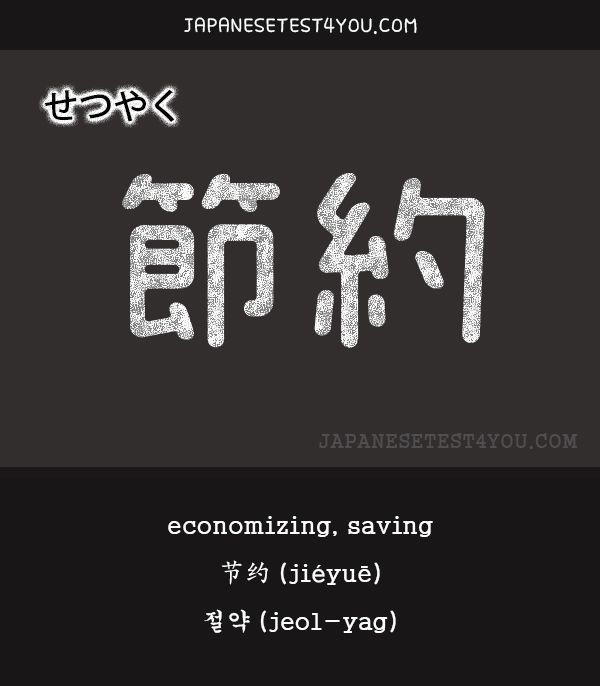 JAPANESETEST4YOU.COM
せつやく
節約
JAPANESETEST4YOU.COM
economizing, saving
节约 (jiéyuē)
절약 (jeol-yag)